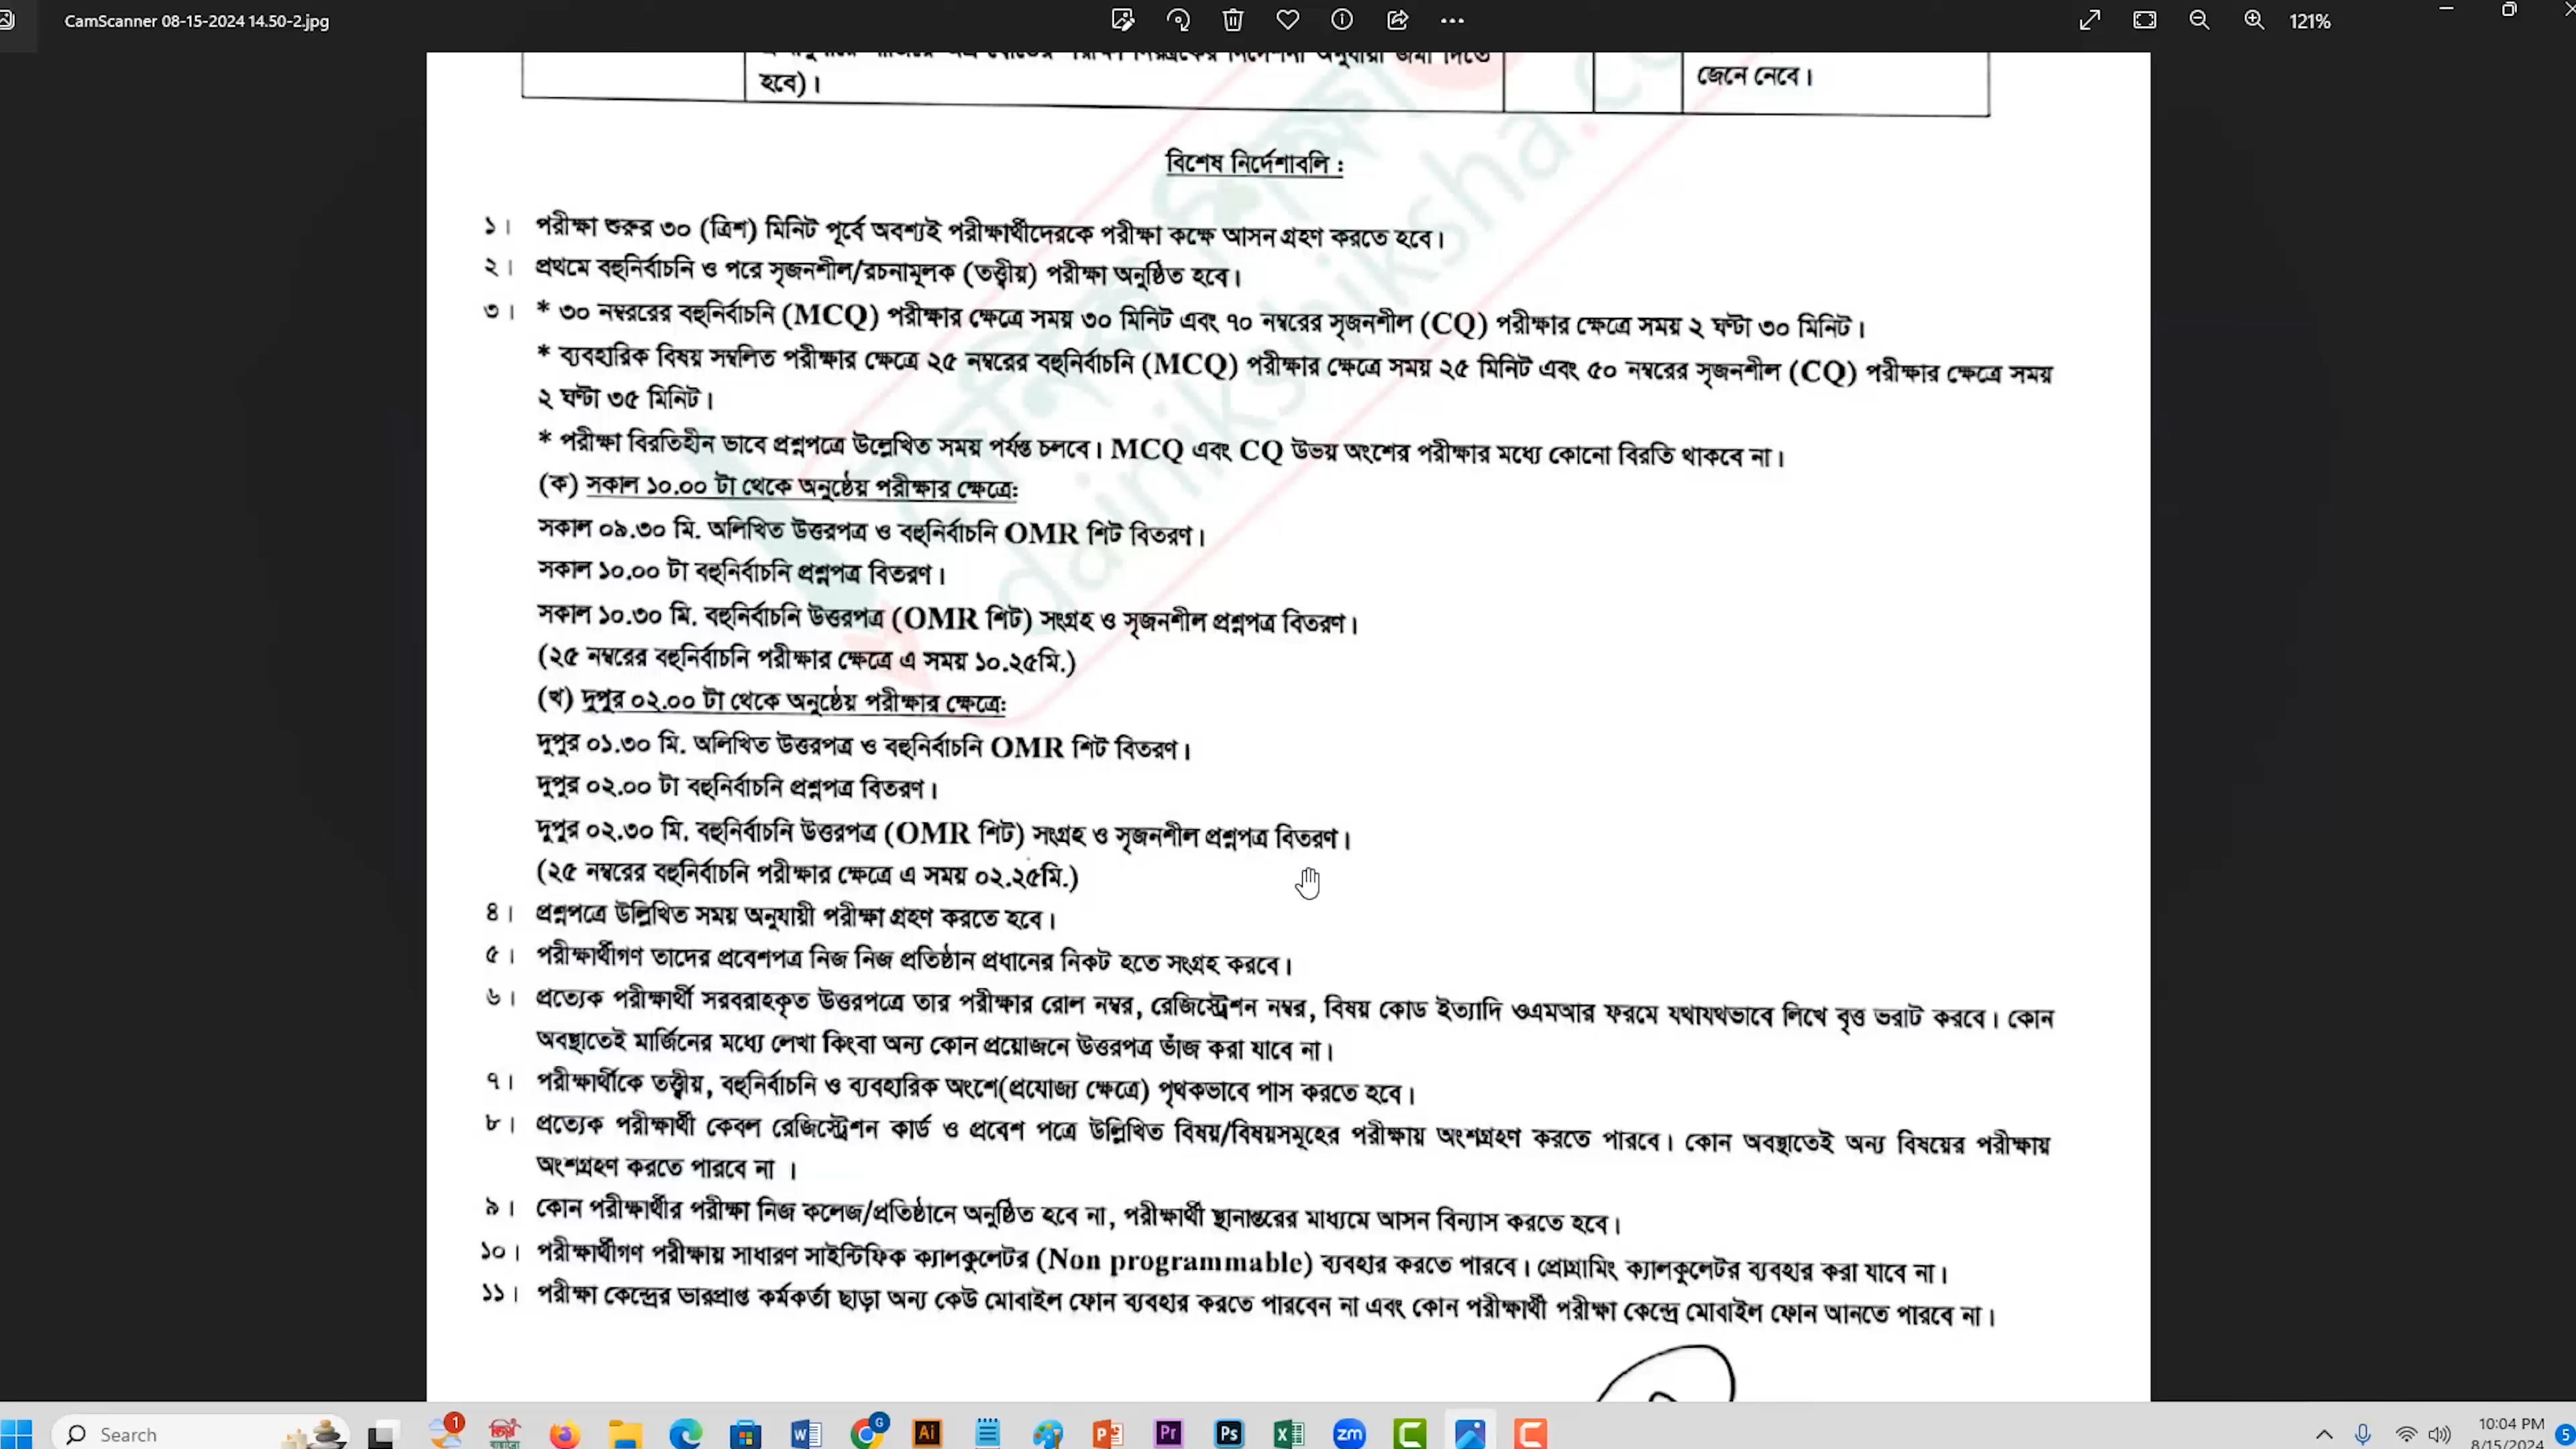 CamScanner 08-15-2024 14.50-2.jpg
121%
হবে)।
জেনে নেবে।
বিশেষ নির্দেশাবলি :
১। পরীক্ষা শুরুর ৩০ (ত্রিশ) মিনিট পূর্বে অবশ্যই পরীক্ষার্থীদেরকে পরীক্ষা কক্ষে আসন গ্রহণ করতে হবে।
২। প্রথমে বহুনির্বাচনি ও পরে সৃজনশীল/রচনামূলক (তত্ত্বীয়) পরীক্ষা অনুষ্ঠিত হবে।
৩। * ৩০ নম্বররের বহুনির্বাচনি (MCQ) পরীক্ষার ক্ষেত্রে সময় ৩০ মিনিট এবং ৭০ নম্বরের সৃজনশীল (CQ) পরীক্ষার ক্ষেত্রে সময় ২ ঘণ্টা ৩০ মিনিট।
* ব্যবহারিক বিষয় সম্বলিত পরীক্ষার ক্ষেত্রে ২৫ নম্বরের বহুনির্বাচনি (MCQ) পরীক্ষার ক্ষেত্রে সময় ২৫ মিনিট এবং ৫০ নম্বরের সৃজনশীল (CQ) পরীক্ষার ক্ষেত্রে সময়
২ ঘণ্টা ৩৫ মিনিট।
* পরীক্ষা বিরতিহীন ভাবে প্রশ্নপত্রে উল্লেখিত সময় পর্যন্ত চলবে। MCQ এবং CQ উভয় অংশের পরীক্ষার মধ্যে কোনো বিরতি থাকবে না।
(ক) সকাল ১০.০০ টা থেকে অনুষ্ঠেয় পরীক্ষার ক্ষেত্রে:
সকাল ০৯.৩০ মি. অলিখিত উত্তরপত্র ও বহুনির্বাচনি OMR শিট বিতরণ।
সকাল ১০.০০ টা বহুনির্বাচনি প্রশ্নপত্র বিতরণ।
সকাল ১০.৩০ মি. বহুনির্বাচনি উত্তরপত্র (OMR শিট) সংগ্রহ ও সৃজনশীল প্রশ্নপত্র বিতরণ।
(২৫ নম্বরের বহুনির্বাচনি পরীক্ষার ক্ষেত্রে এ সময় ১০.২৫মি.)
(খ) দুপুর ০২.০০ টা থেকে অনুষ্ঠেয় পরীক্ষার ক্ষেত্রে:
দুপুর ০১.৩০ মি. অলিখিত উত্তরপত্র ও বহুনির্বাচনি OMR শিট বিতরণ।
দুপুর ০২.০০ টা বহুনির্বাচনি প্রশ্নপত্র বিতরণ।
দুপুর ০২.৩০ মি. বহুনির্বাচনি উত্তরপত্র (OMR শিট) সংগ্রহ ও সৃজনশীল প্রশ্নপত্র বিতরণ।
(২৫ নম্বরের বহুনির্বাচনি পরীক্ষার ক্ষেত্রে এ সময় ০২.২৫মি.)
৪। প্রশ্নপত্রে উল্লিখিত সময় অনুযায়ী পরীক্ষা গ্রহণ করতে হবে।
৫। পরীক্ষার্থীগণ তাদের প্রবেশপত্র নিজ নিজ প্রতিষ্ঠান প্রধানের নিকট হতে সংগ্রহ করবে।
৬। প্রত্যেক পরীক্ষার্থী সরবরাহকৃত উত্তরপত্রে তার পরীক্ষার রোল নম্বর, রেজিস্ট্রেশন নম্বর, বিষয় কোড ইত্যাদি ওএমআর ফরমে যথাযথভাবে লিখে বৃত্ত ভরাট করবে। কোন
অবস্থাতেই মার্জিনের মধ্যে লেখা কিংবা অন্য কোন প্রয়োজনে উত্তরপত্র ভাঁজ করা যাবে না।
৭। পরীক্ষার্থীকে তত্ত্বীয়, বহুনির্বাচনি ও ব্যবহারিক অংশে(প্রযোজ্য ক্ষেত্রে) পৃথকভাবে পাস করতে হবে।
৮। প্রত্যেক পরীক্ষার্থী কেবল রেজিস্ট্রেশন কার্ড ও প্রবেশ পত্রে উল্লিখিত বিষয়/বিষয়সমূহের পরীক্ষায় অংশগ্রহণ করতে পারবে। কোন অবস্থাতেই অন্য বিষয়ের পরীক্ষায়
অংশগ্রহণ করতে পারবে না ।
৯। কোন পরীক্ষার্থীর পরীক্ষা নিজ কলেজ/প্রতিষ্ঠানে অনুষ্ঠিত হবে না, পরীক্ষার্থী স্থানান্তরের মাধ্যমে আসন বিন্যাস করতে হবে।
১০। পরীক্ষার্থীগণ পরীক্ষায় সাধারণ সাইন্টিফিক ক্যালকুলেটর (Non programmable) ব্যবহার করতে পারবে। প্রোগ্রামিং ক্যালকুলেটর ব্যবহার করা যাবে না।
১১। পরীক্ষা কেন্দ্রের ভারপ্রাপ্ত কর্মকর্তা ছাড়া অন্য কেউ মোবাইল ফোন ব্যবহার করতে পারবেন না এবং কোন পরীক্ষার্থী পরীক্ষা কেন্দ্রে মোবাইল ফোন আনতে পারবে না।
দৈনিক শিক্ষা
dainikshiksha.co
Search
1
G
Ai
Pr
Ps
zm
10:04 PM
8/15/2024
5